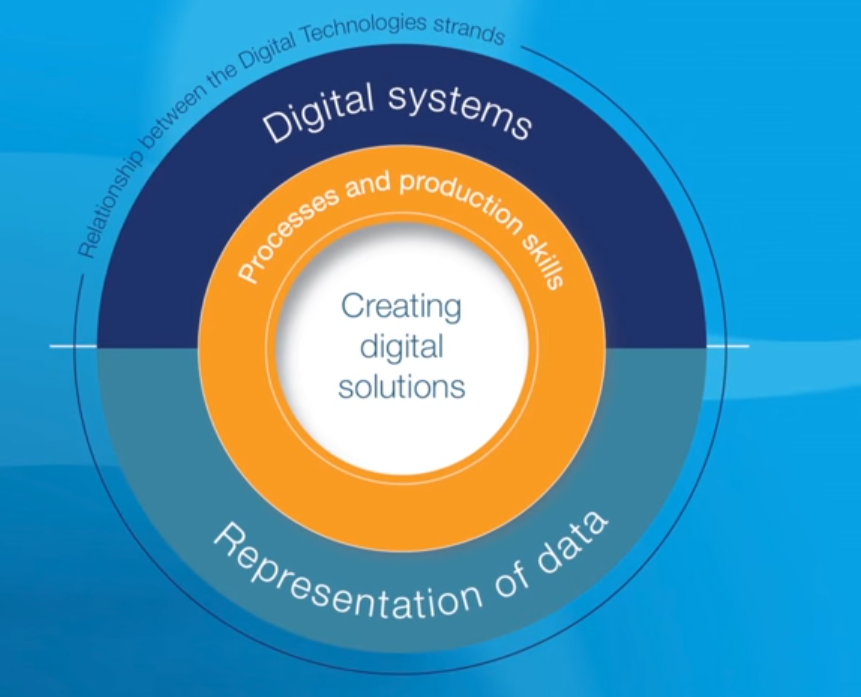 Relationship between the Digital Technologies strands
Digital systems
Processes and production skills
Creating
digital
solutions
Representation of data